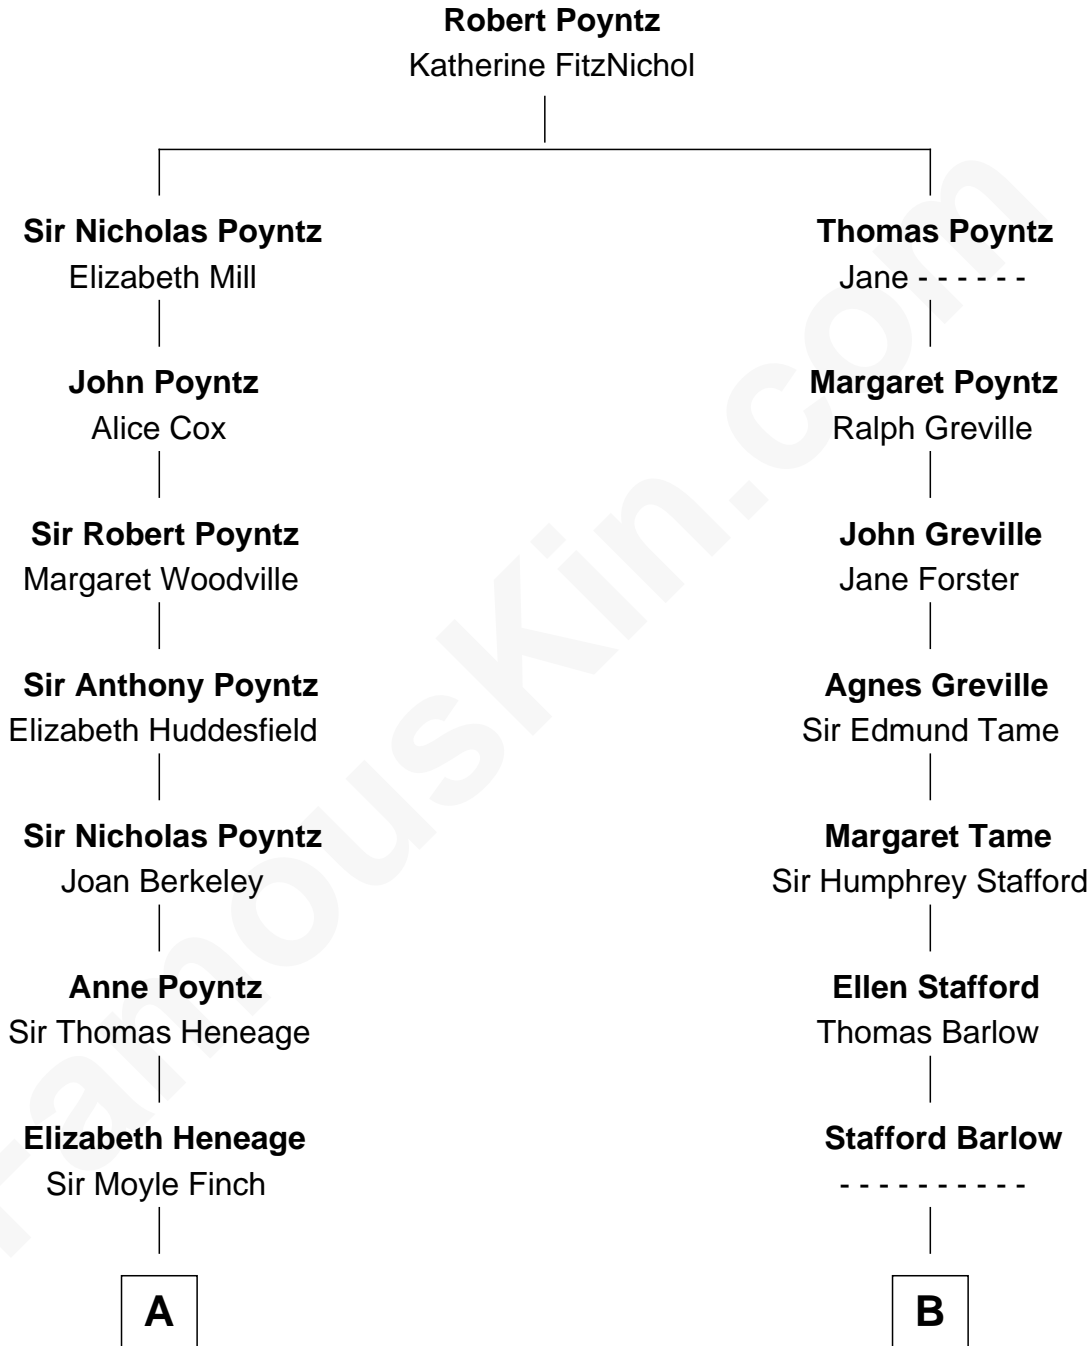 Robert Poyntz
Katherine FitzNichol
Sir Nicholas Poyntz
Elizabeth Mill
Thomas Poyntz
Jane - - - - - -
John Poyntz
Alice Cox
Margaret Poyntz
Ralph Greville
Sir Robert Poyntz
Margaret Woodville
John Greville
Jane Forster
Sir Anthony Poyntz
Elizabeth Huddesfield
Agnes Greville
Sir Edmund Tame
Sir Nicholas Poyntz
Joan Berkeley
Margaret Tame
Sir Humphrey Stafford
Anne Poyntz
Sir Thomas Heneage
Ellen Stafford
Thomas Barlow
Elizabeth Heneage
Sir Moyle Finch
Stafford Barlow
- - - - - - - - - -
A
B
FamousKin.com